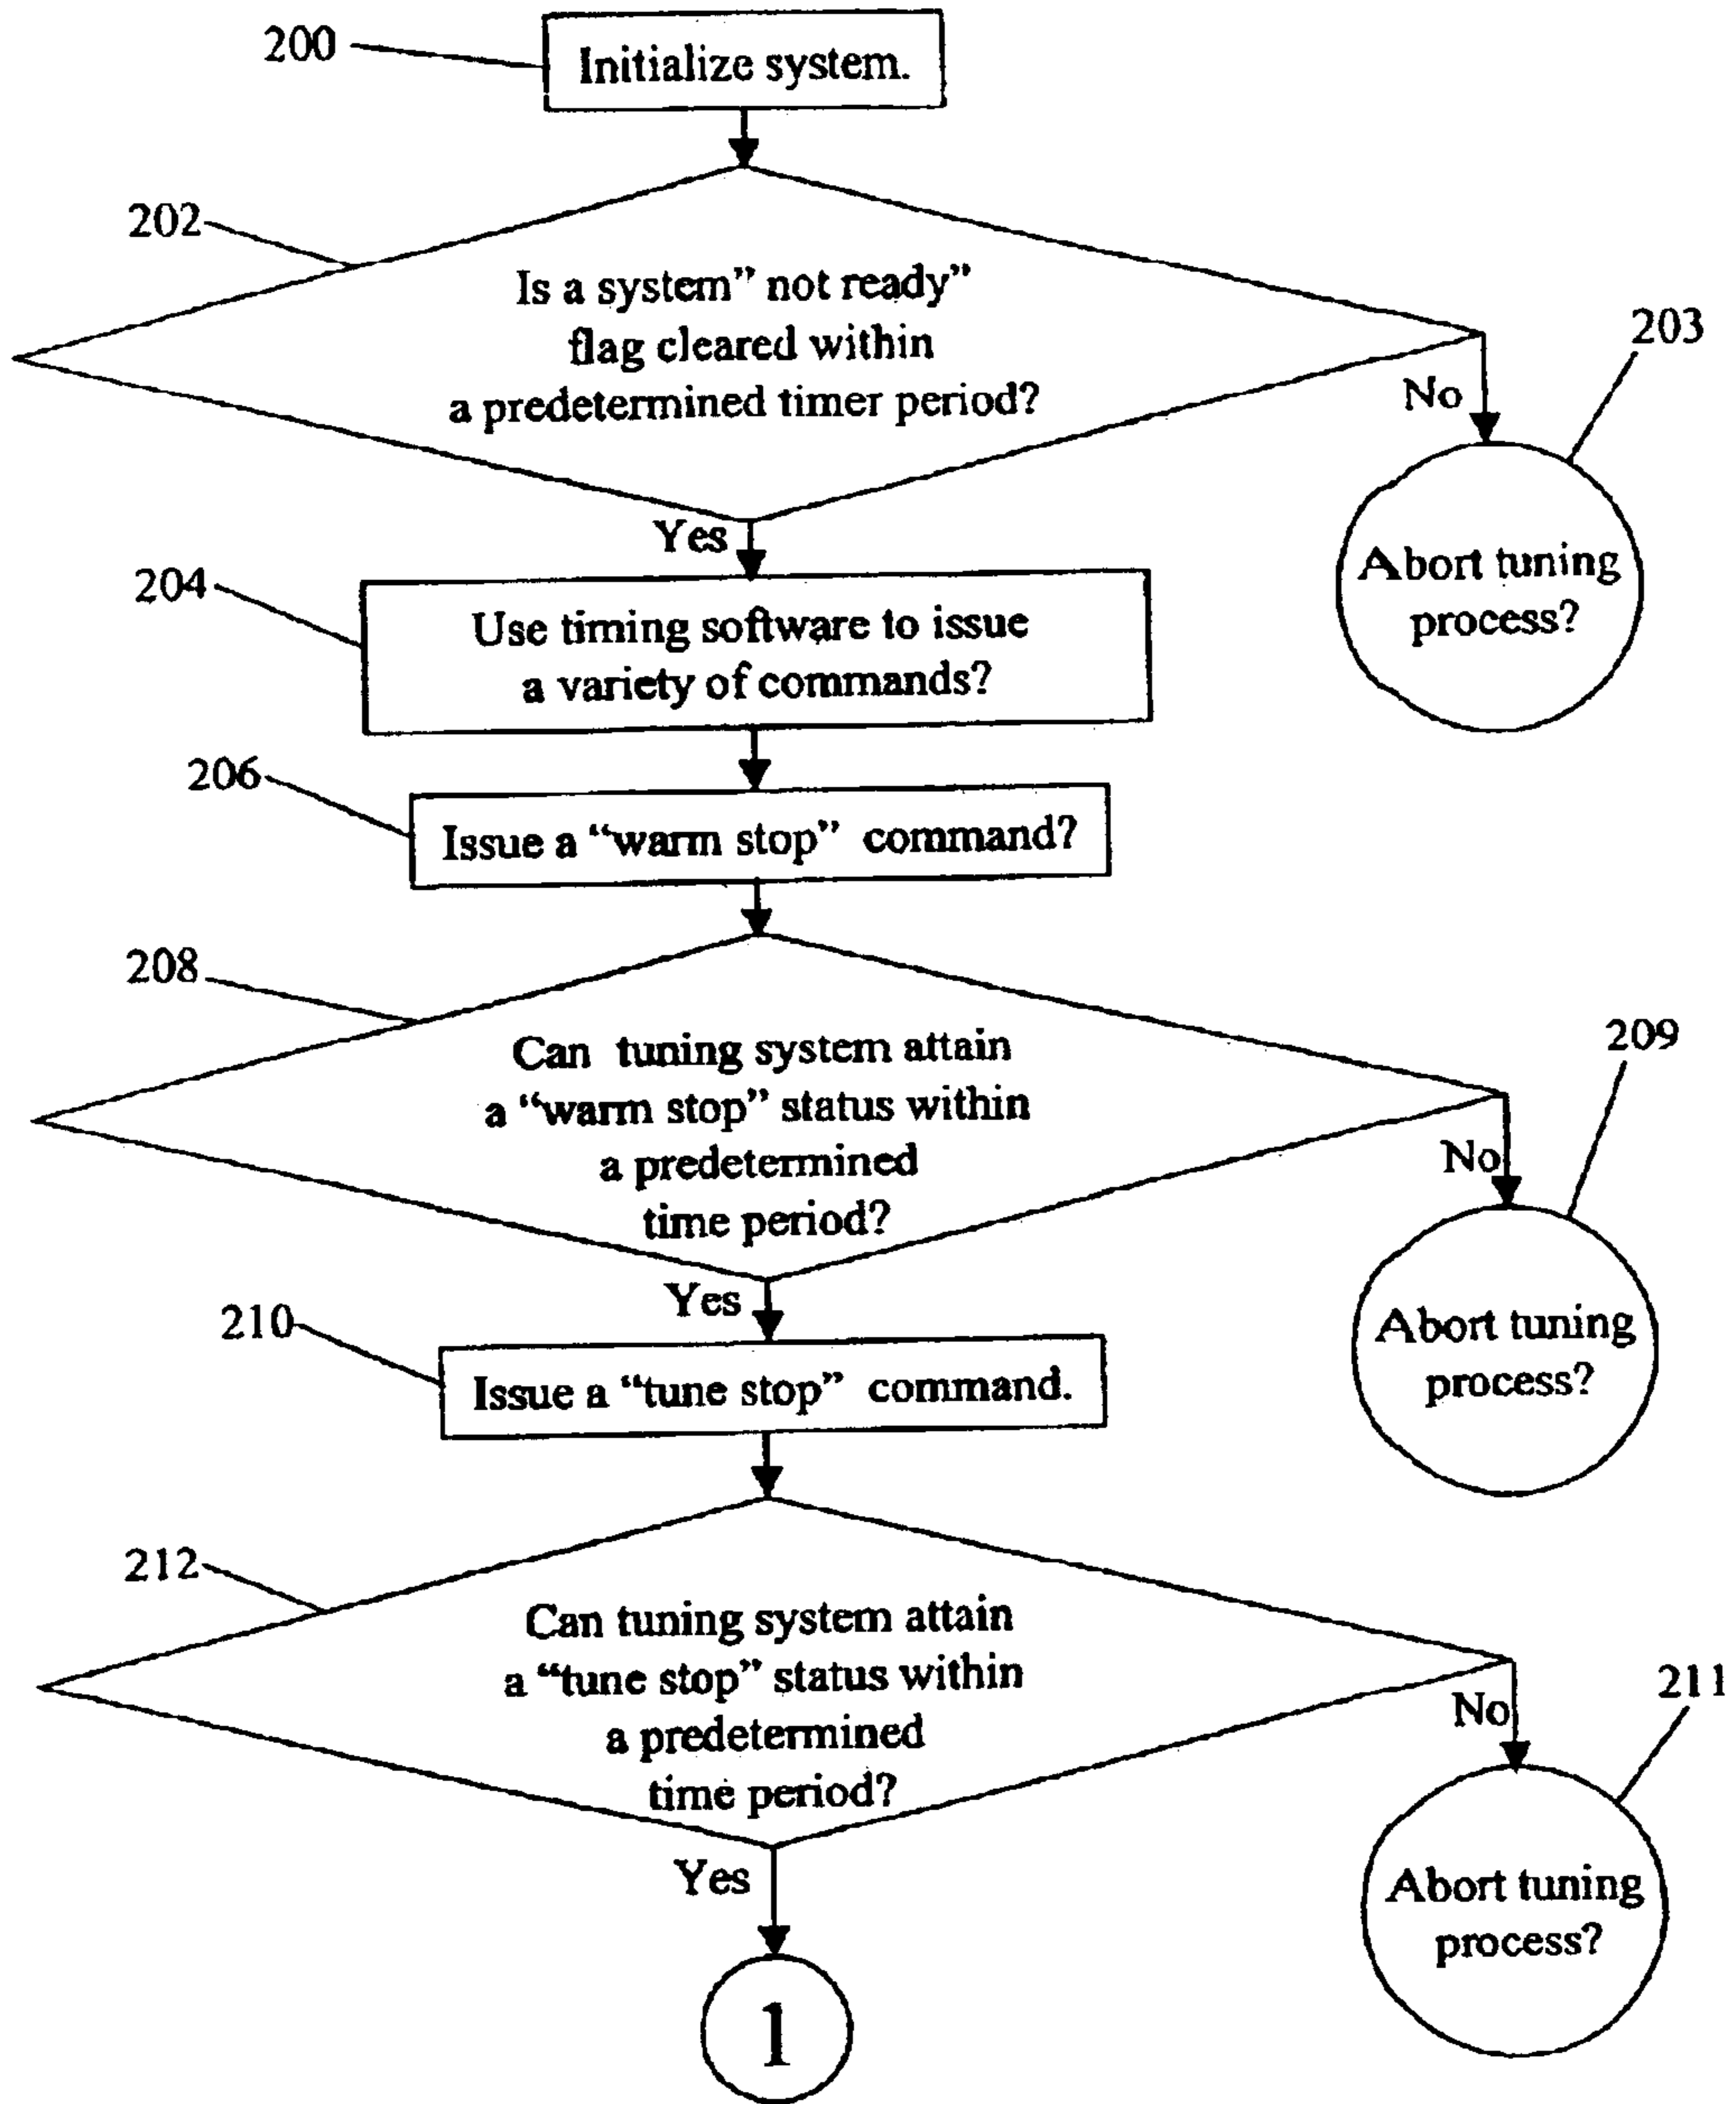 200
Initialize system.
202
Is a system” not ready”
flag cleared within
a predetermined timer period?
203
No
Abort tuning
process?
Yes
204
Use timing software to issue
a variety of commands?
206
Issue a “warm stop” command?
208
Can tuning system attain
a “warm stop” status within
a predetermined
time period?
209
No
Abort tuning
process?
Yes
210
Issue a “tune stop” command.
212
Can tuning system attain
a “tune stop” status within
a predetermined
time period?
211
No
Abort tuning
process?
Yes
1